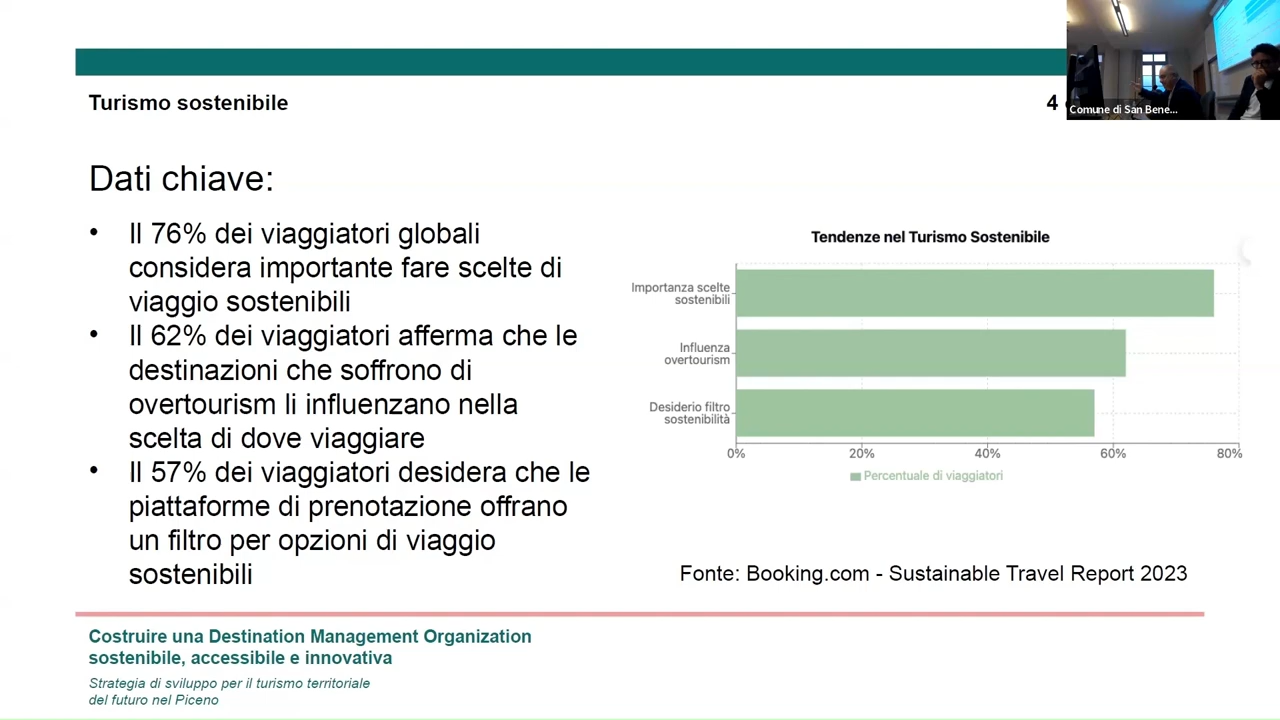 Turismo sostenibile
4
Comune di San Bene...
Dati chiave:
• Il 76% dei viaggiatori globali
considera importante fare scelte di
viaggio sostenibili
• Il 62% dei viaggiatori afferma che le
destinazioni che soffrono di
overtourism li influenzano nella
scelta di dove viaggiare
• Il 57% dei viaggiatori desidera che le
piattaforme di prenotazione offrano
un filtro per opzioni di viaggio
sostenibili
Tendenze nel Turismo Sostenibile
Importanza scelte
sostenibili
Influenza
overtourism
Desiderio filtro
sostenibilità
0% 20% 40% 60% 80%
Percentuale di viaggiatori
Fonte: Booking.com - Sustainable Travel Report 2023
Costruire una Destination Management Organization
sostenibile, accessibile e innovativa
Strategia di sviluppo per il turismo territoriale
del futuro nel Piceno